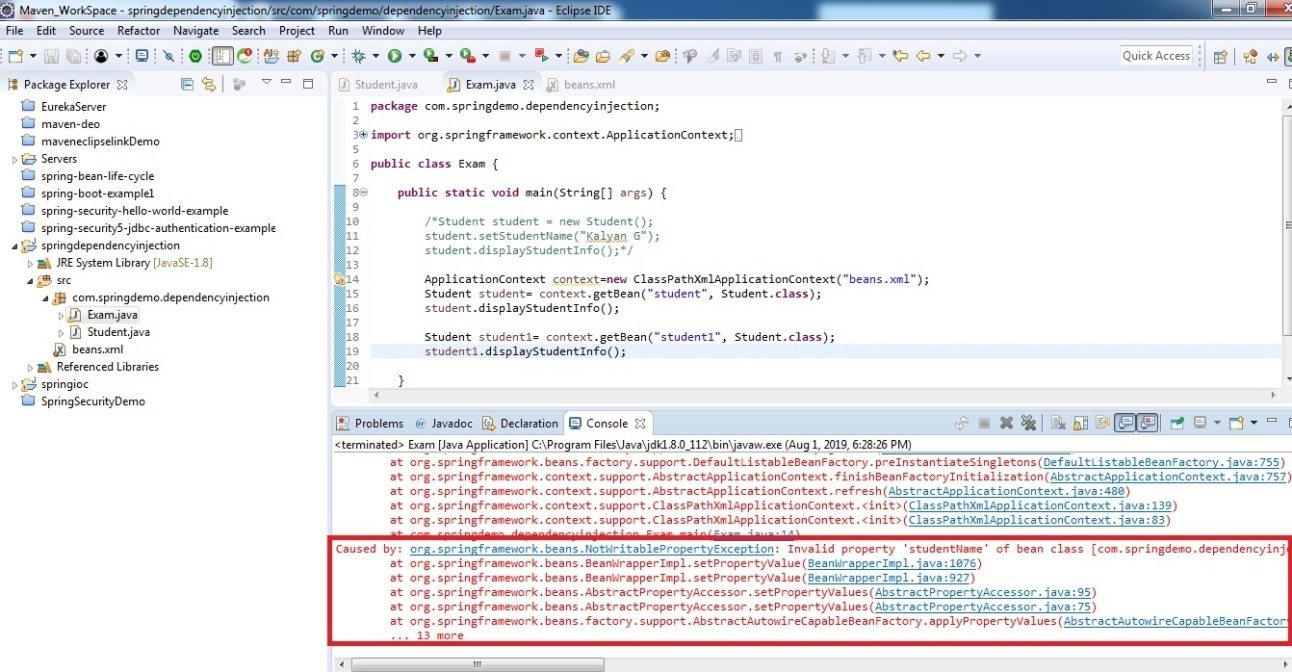 Maven_WorkSpace - springdependencyinjection/src/com/springdemo/dependencyinjection/Exam.java - Eclipse IDE
File Edit Source Refactor Navigate Search Project Run Window Help
Quick Access
Package Explorer
EurekaServer
maven-deo
maveneclipselinkDemo
Servers
spring-bean-life-cycle
spring-boot-example1
spring-security-hello-world-example
spring-security5-jdbc-authentication-example
springdependencyinjection
JRE System Library [JavaSE-1.8]
src
com.springdemo.dependencyinjection
Exam.java
Student.java
beans.xml
Referenced Libraries
springioc
SpringSecurityDemo
Student.java Exam.java beans.xml
1 package com.springdemo.dependencyinjection;
2
3 import org.springframework.context.ApplicationContext;
5
6 public class Exam {
7
8 public static void main(String[] args) {
9
10 /*Student student = new Student();
11 student.setStudentName("Kalyan G");
12 student.displayStudentInfo();*/
13
14 ApplicationContext context=new ClassPathXmlApplicationContext("beans.xml");
15 Student student= context.getBean("student", Student.class);
16 student.displayStudentInfo();
17
18 Student student1= context.getBean("student1", Student.class);
19 student1.displayStudentInfo();
20
21 }
Problems @ Javadoc Declaration Console
<terminated> Exam [Java Application] C:\Program Files\Java\jdk1.8.0_112\bin\javaw.exe (Aug 1, 2019, 6:28:26 PM)
at org.springframework.beans.factory.support.DefaultListableBeanFactory.preInstantiateSingletons(DefaultListableBeanFactory.java:755)
at org.springframework.context.support.AbstractApplicationContext.finishBeanFactoryInitialization(AbstractApplicationContext.java:757)
at org.springframework.context.support.AbstractApplicationContext.refresh(AbstractApplicationContext.java:480)
at org.springframework.context.support.ClassPathXmlApplicationContext.<init>(ClassPathXmlApplicationContext.java:139)
at org.springframework.context.support.ClassPathXmlApplicationContext.<init>(ClassPathXmlApplicationContext.java:83)
at com.springdemo.dependencyinjection.Exam.main(Exam.java:14)
Caused by: org.springframework.beans.NotWritablePropertyException: Invalid property 'studentName' of bean class [com.springdemo.dependencyinj
at org.springframework.beans.BeanWrapperImpl.setPropertyValue(BeanWrapperImpl.java:1076)
at org.springframework.beans.BeanWrapperImpl.setPropertyValue(BeanWrapperImpl.java:927)
at org.springframework.beans.AbstractPropertyAccessor.setPropertyValues(AbstractPropertyAccessor.java:95)
at org.springframework.beans.AbstractPropertyAccessor.setPropertyValues(AbstractPropertyAccessor.java:75)
at org.springframework.beans.factory.support.AbstractAutowireCapableBeanFactory.applyPropertyValues(AbstractAutowireCapableBeanFactor
... 13 more